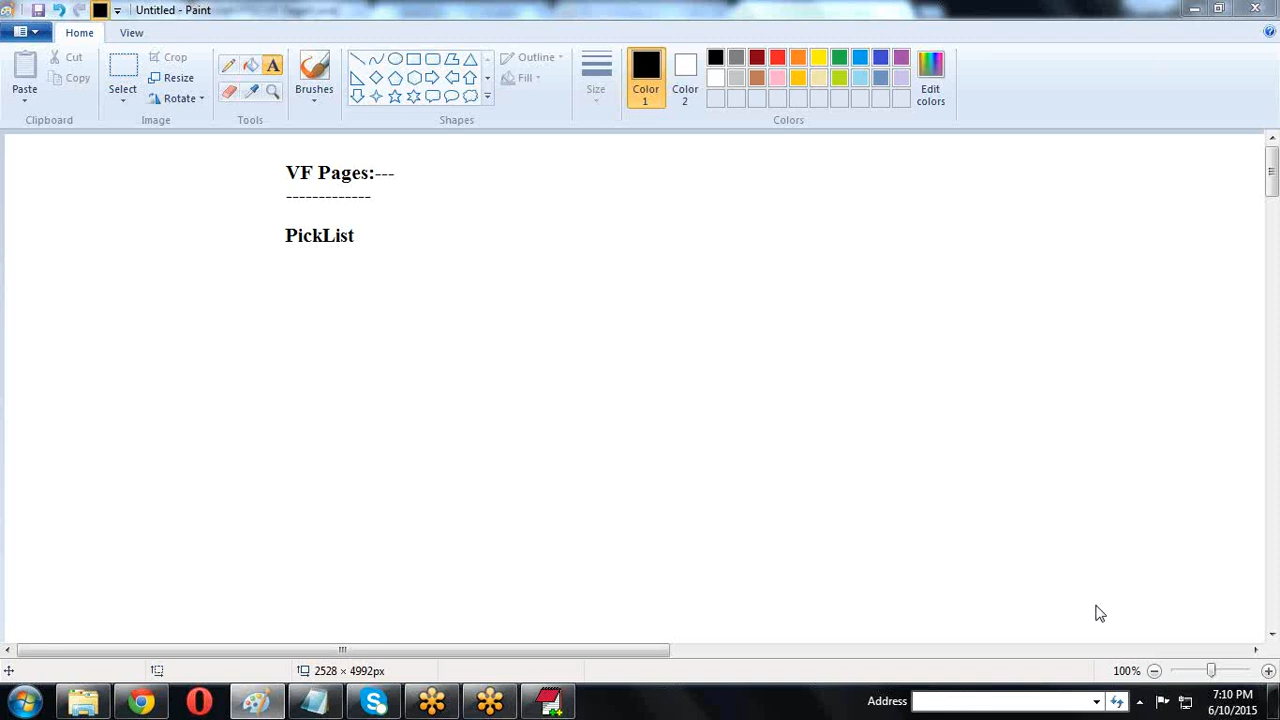 Untitled - Paint
Home
View
Paste
Cut
Copy
Clipboard
Select
Crop
Resize
Rotate
Image
Tools
Brushes
Shapes
Outline
Fill
Size
Color 1
Color 2
Edit colors
Colors
VF Pages:---
-------------
PickList
2528 × 4992px
100%
Address
7:10 PM
6/10/2015